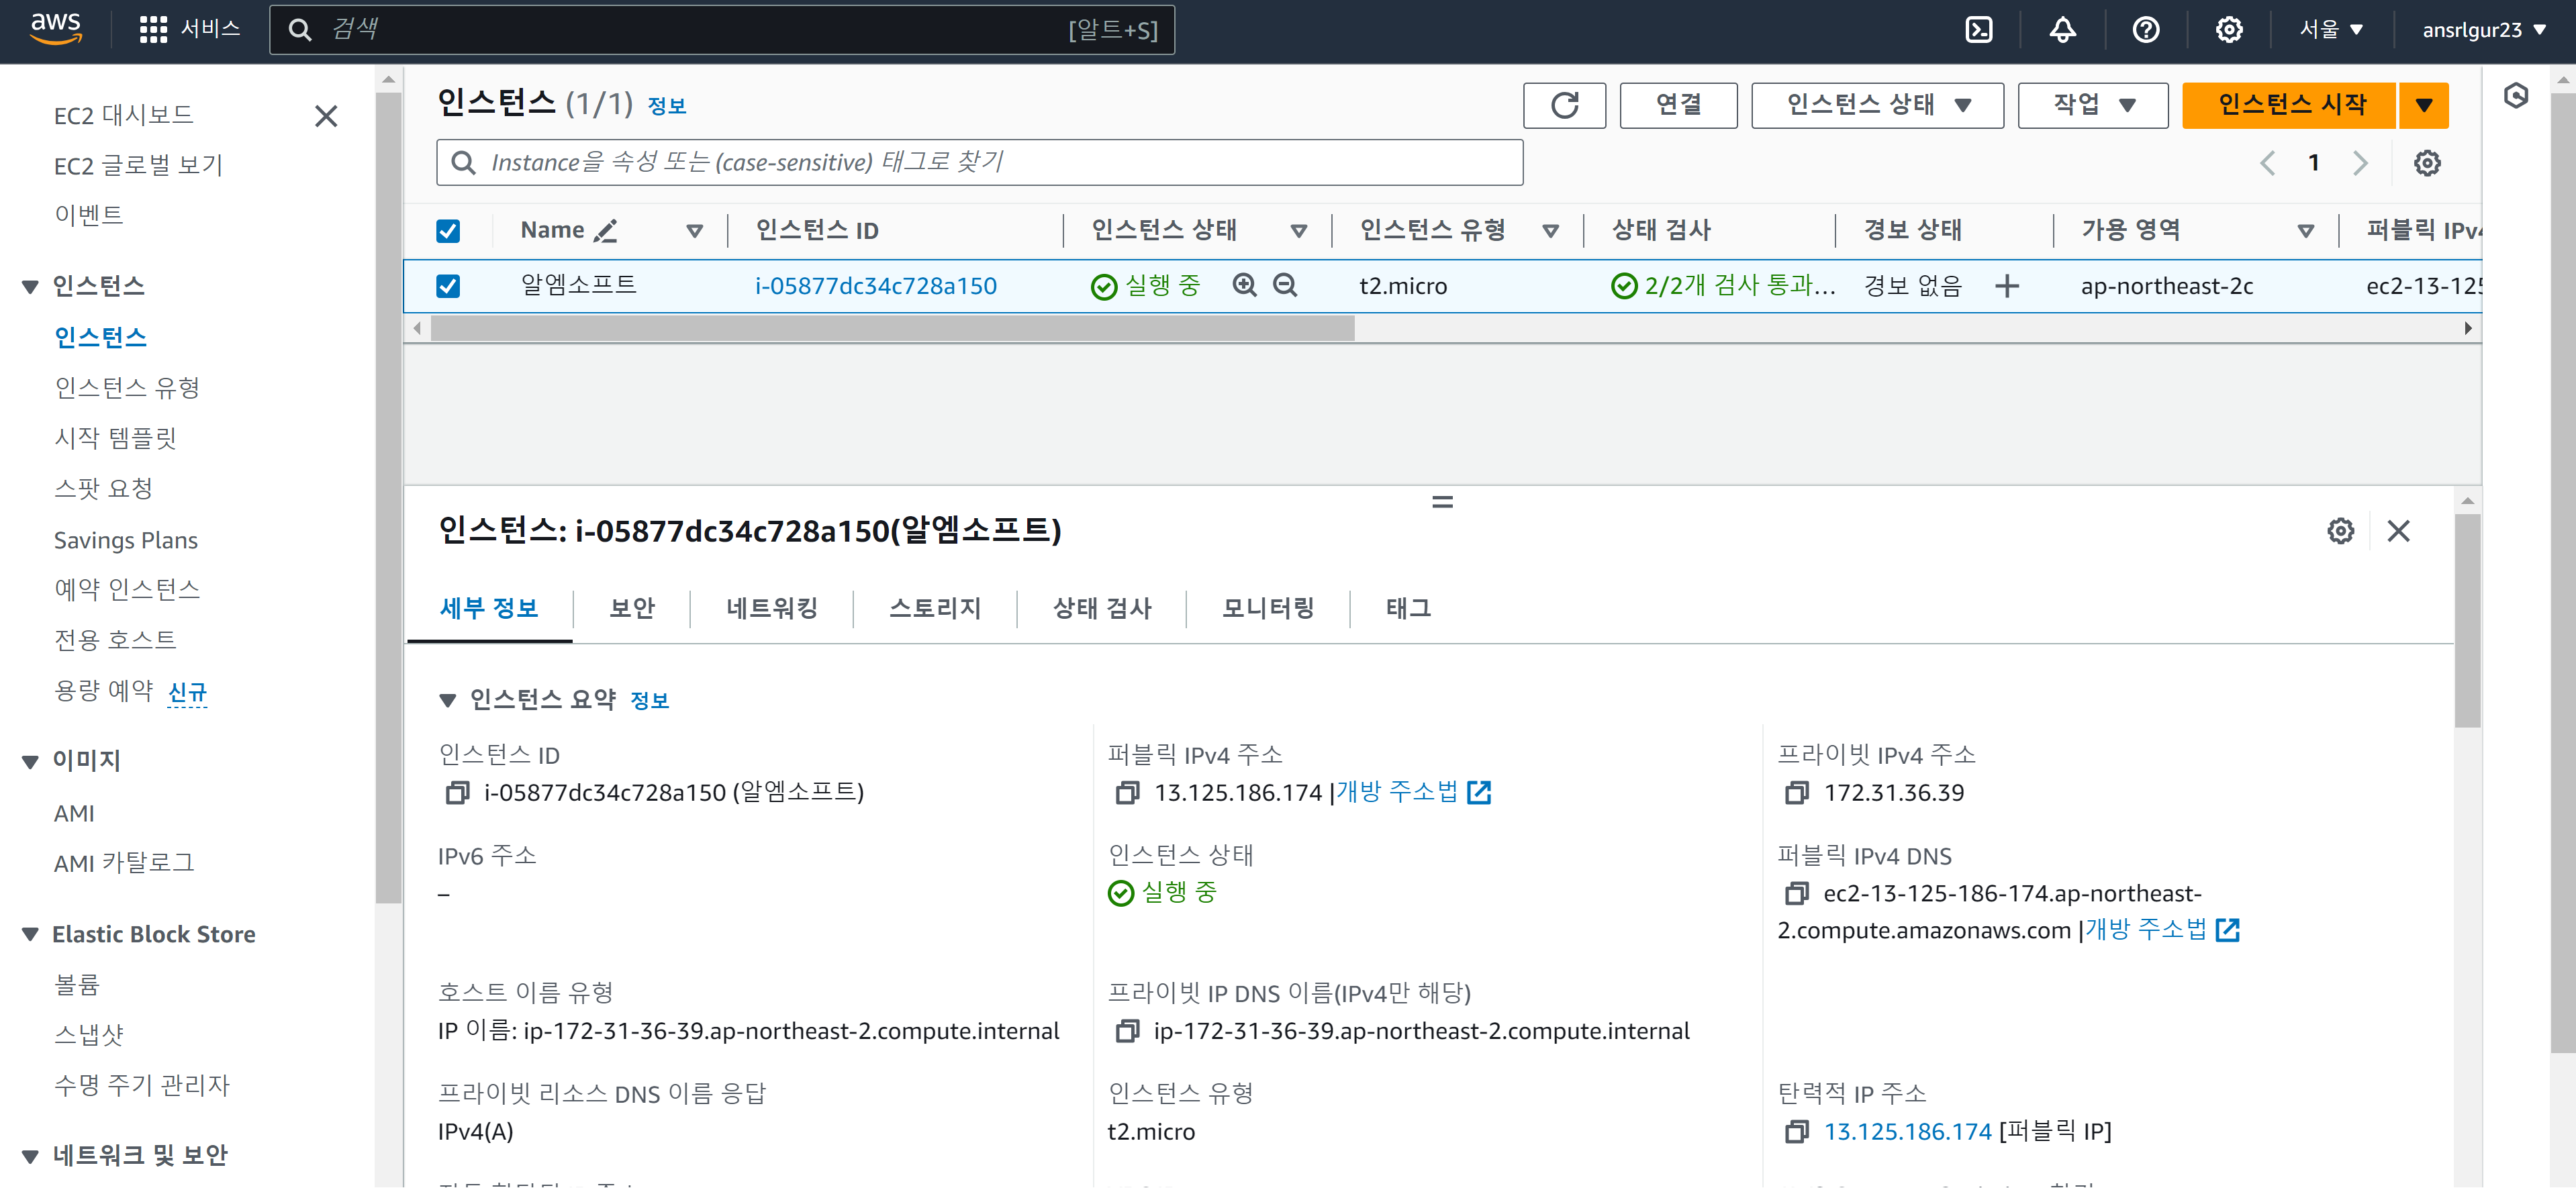 aws
서비스
검색
[알트+S]
서울
ansrlgur23
EC2 대시보드
EC2 글로벌 보기
이벤트
인스턴스
인스턴스
인스턴스 유형
시작 템플릿
스팟 요청
Savings Plans
예약 인스턴스
전용 호스트
용량 예약 신규
이미지
AMI
AMI 카탈로그
Elastic Block Store
볼륨
스냅샷
수명 주기 관리자
네트워크 및 보안
인스턴스 (1/1) 정보
연결
인스턴스 상태
작업
인스턴스 시작
Instance을 속성 또는 (case-sensitive) 태그로 찾기
1
Name 인스턴스 ID 인스턴스 상태 인스턴스 유형 상태 검사 경보 상태 가용 영역 퍼블릭
알엠소프트 i-05877dc34c728a150 실행 중 t2.micro 2/2개 검사 통과... 경보 없음 ap-northeast-2c ec2-13-125
인스턴스: i-05877dc34c728a150(알엠소프트)
세부 정보 보안 네트워킹 스토리지 상태 검사 모니터링 태그
인스턴스 요약 정보
인스턴스 ID
i-05877dc34c728a150 (알엠소프트)
퍼블릭 IPv4 주소
13.125.186.174 |개방 주소법
프라이빗 IPv4 주소
172.31.36.39
IPv6 주소
–
인스턴스 상태
실행 중
퍼블릭 IPv4 DNS
ec2-13-125-186-174.ap-northeast-
2.compute.amazonaws.com |개방 주소법
호스트 이름 유형
IP 이름: ip-172-31-36-39.ap-northeast-2.compute.internal
프라이빗 IP DNS 이름(IPv4만 해당)
ip-172-31-36-39.ap-northeast-2.compute.internal
프라이빗 리소스 DNS 이름 응답
IPv4(A)
인스턴스 유형
t2.micro
탄력적 IP 주소
13.125.186.174 [퍼블릭 IP]